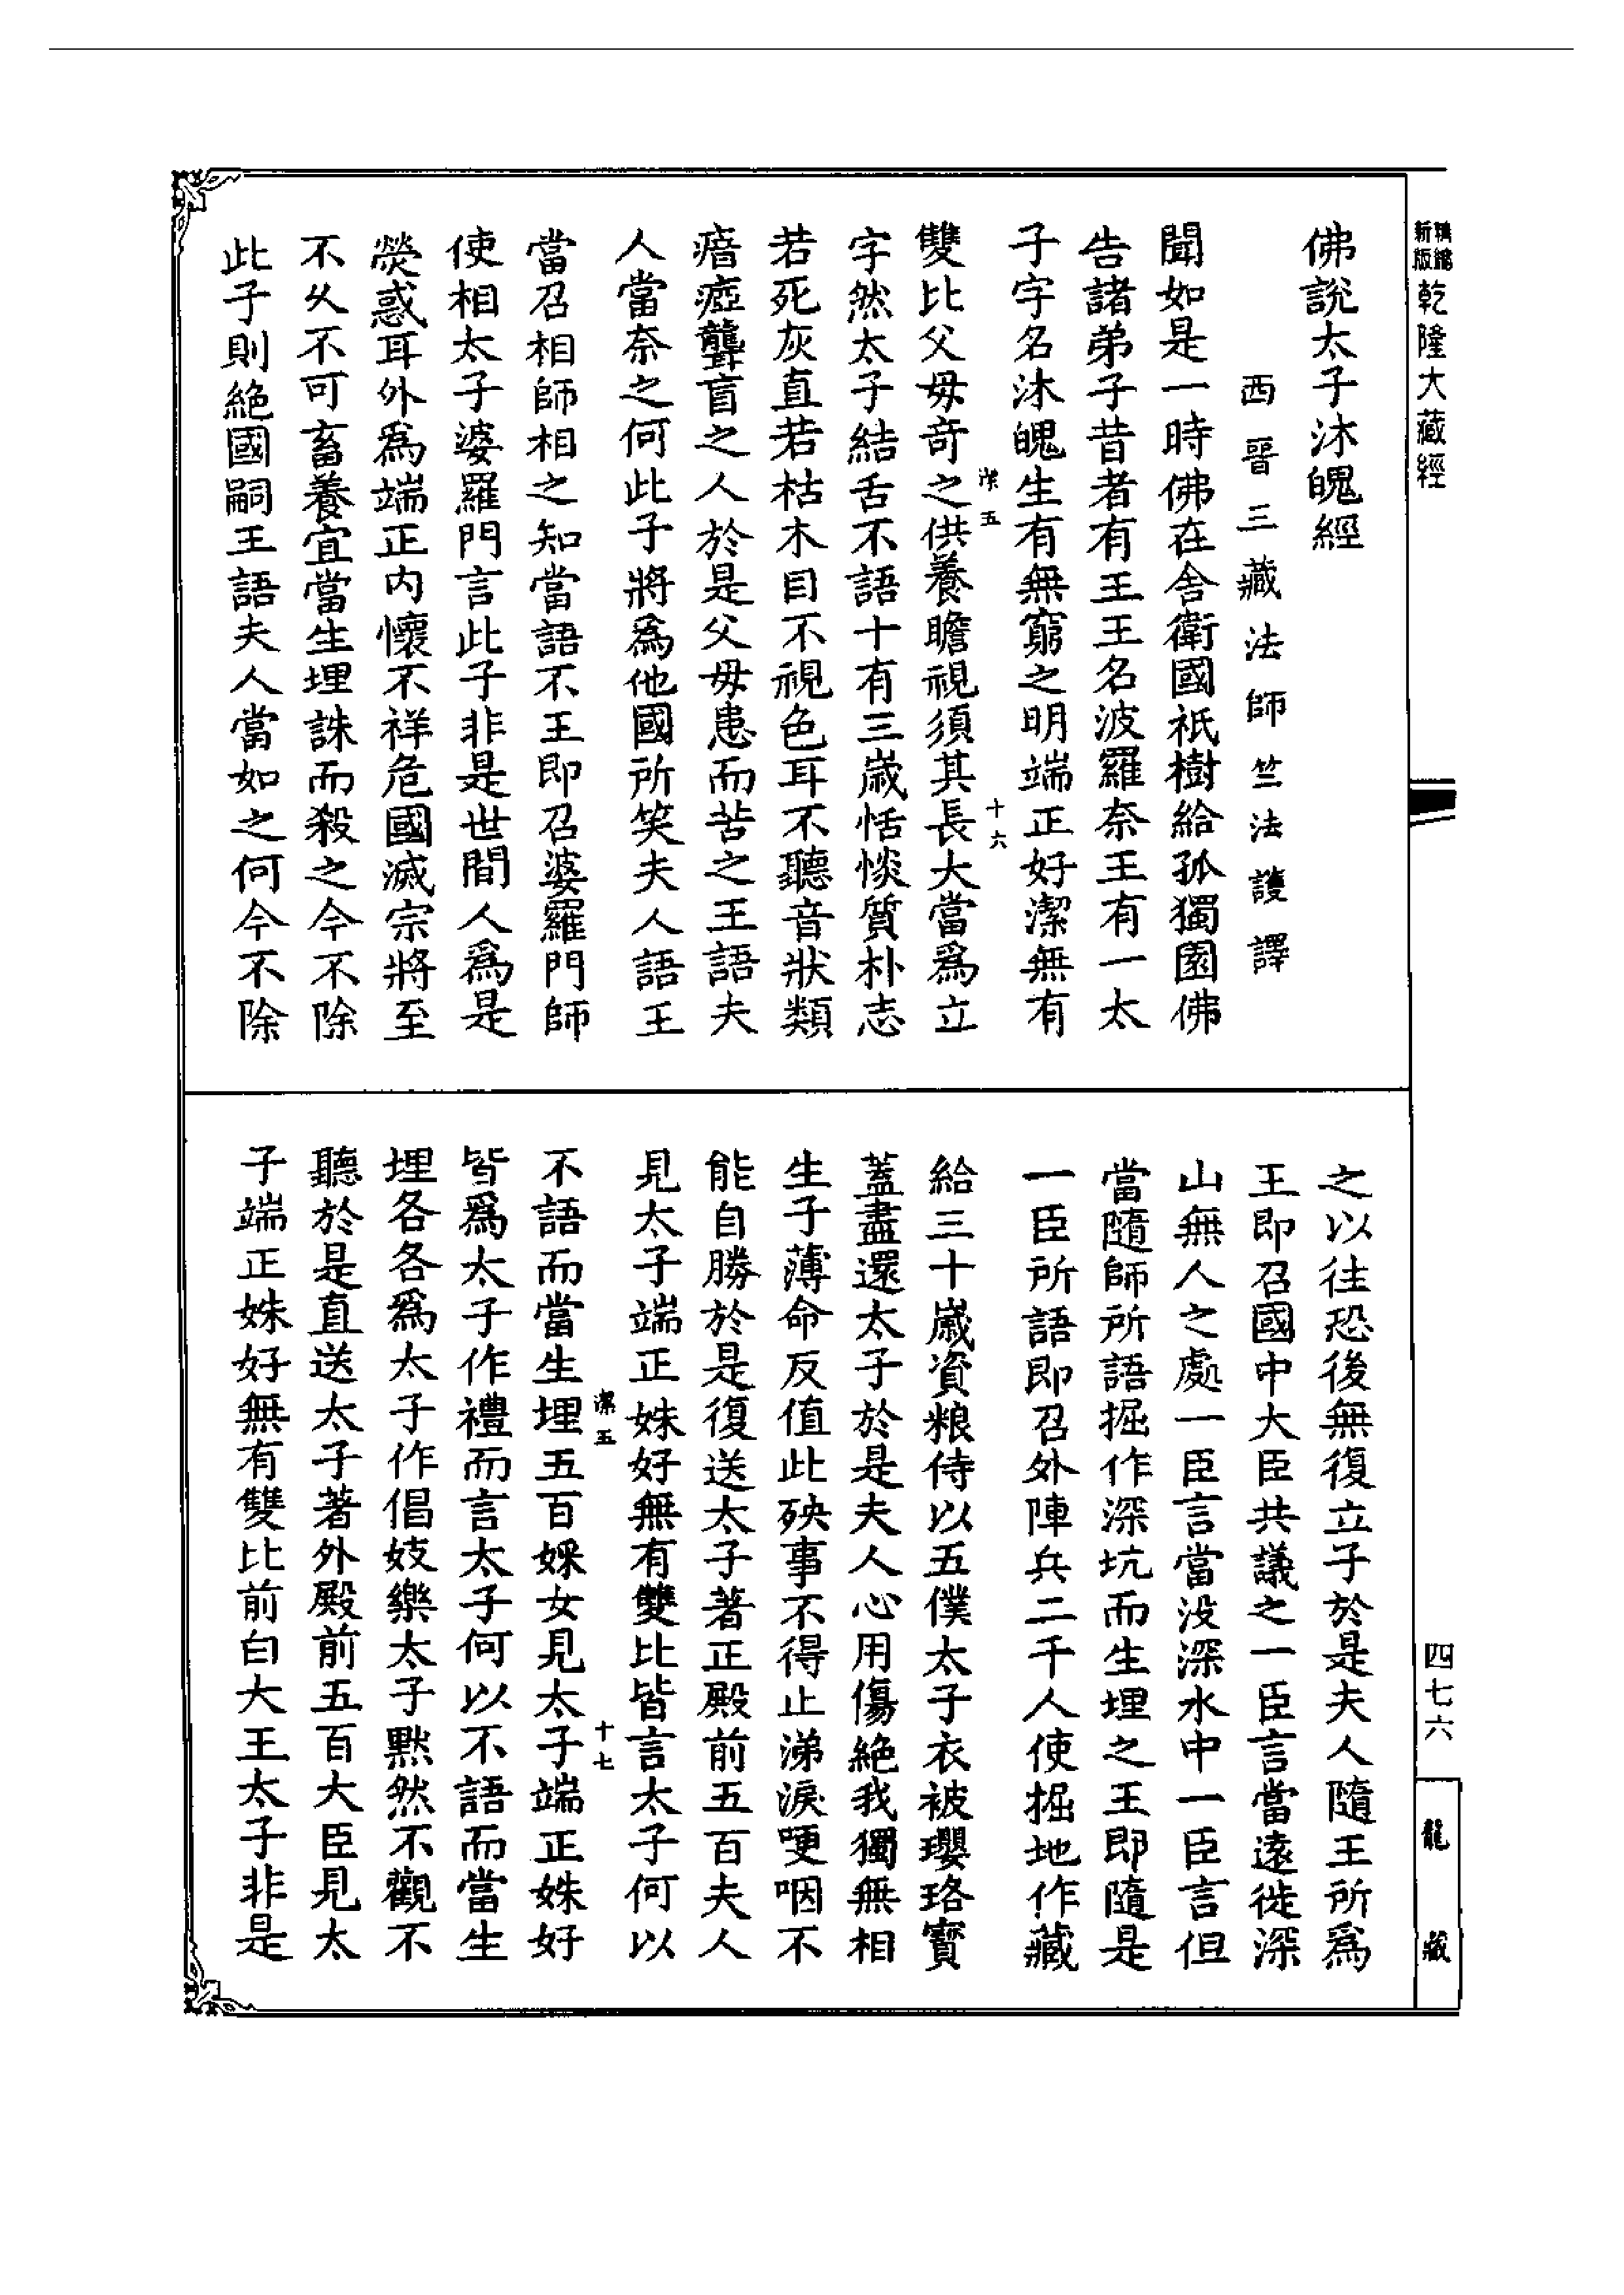 新版
乾隆大藏經
佛說太子沐魄經
西晉三藏法師竺法護譯
聞如是一時佛在舍衛國祇樹給孤獨園佛
告諸弟子昔者有王王名波羅奈王有一太
子字名沐魄生有無窮之明端正好潔無有
潔五
十六
雙比父母奇之供養瞻視須其長大當爲立
字然太子結舌不語十有三歲恬惔質朴志
若死灰直若枯木目不視色耳不聽音狀類
瘖瘂聾盲之人於是父母患而苦之王語夫
人當奈之何此子將爲他國所笑夫人語王
當召相師相之知當語不王即召婆羅門師
使相太子婆羅門言此子非是世間人爲是
熒惑耳外爲端正内懷不祥危國滅宗將至
不久不可畜養宜當生埋誅而殺之今不除
此子則絶國嗣王語夫人當如之何今不除
之以往恐後無復立子於是夫人隨王所爲
王即召國中大臣共議之一臣言當遠徙深
山無人之處一臣言當没深水中一臣言但
當隨師所語掘作深坑而生埋之王即隨是
一臣所語即召外陣兵二千人使掘地作藏
給三十歲資粮侍以五僕太子衣被瓔珞寶
蓋盡還太子於是夫人心用傷絶我獨無相
生子薄命反值此殃事不得止涕淚哽咽不
能自勝於是復送太子著正殿前五百夫人
見太子端正姝好無有雙比皆言太子何以
潔五
十七
不語而當生埋五百婇女見太子端正姝好
皆爲太子作禮而言太子何以不語而當生
埋各各爲太子作倡妓樂太子默然不觀不
聽於是直送太子著外殿前五百大臣見太
子端正姝好無有雙比前白大王太子非是
四七六
龍藏